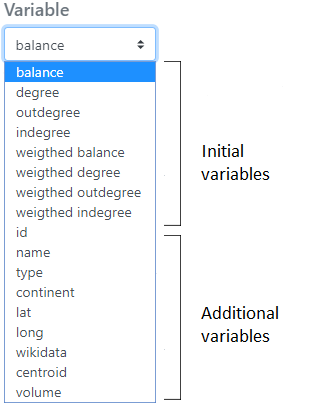 Variable
balance
balance
degree
outdegree
indegree
weigthed balance
weigthed degree
weigthed outdegree
weigthed indegree
id
name
type
continent
lat
long
wikidata
centroid
volume
Initial
variables
Additional
variables